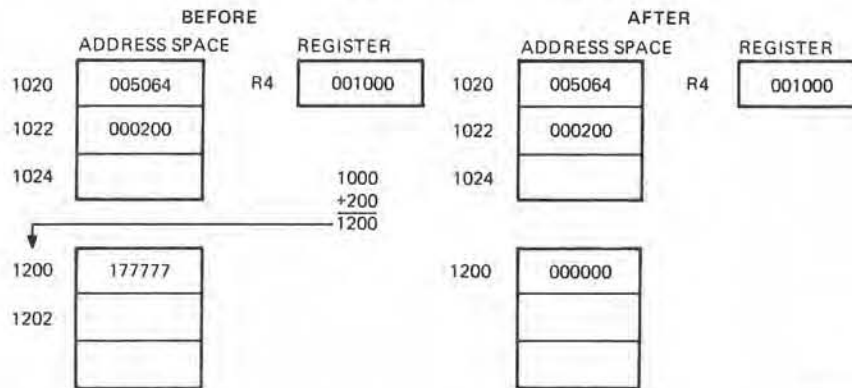 BEFORE AFTER
ADDRESS SPACE REGISTER ADDRESS SPACE REGISTER
1020 005064 R4 001000 1020 005064 R4 001000
1022 000200 1022 000200
1024 1000 1024
+200
1200
1200 177777 1200 000000
1202